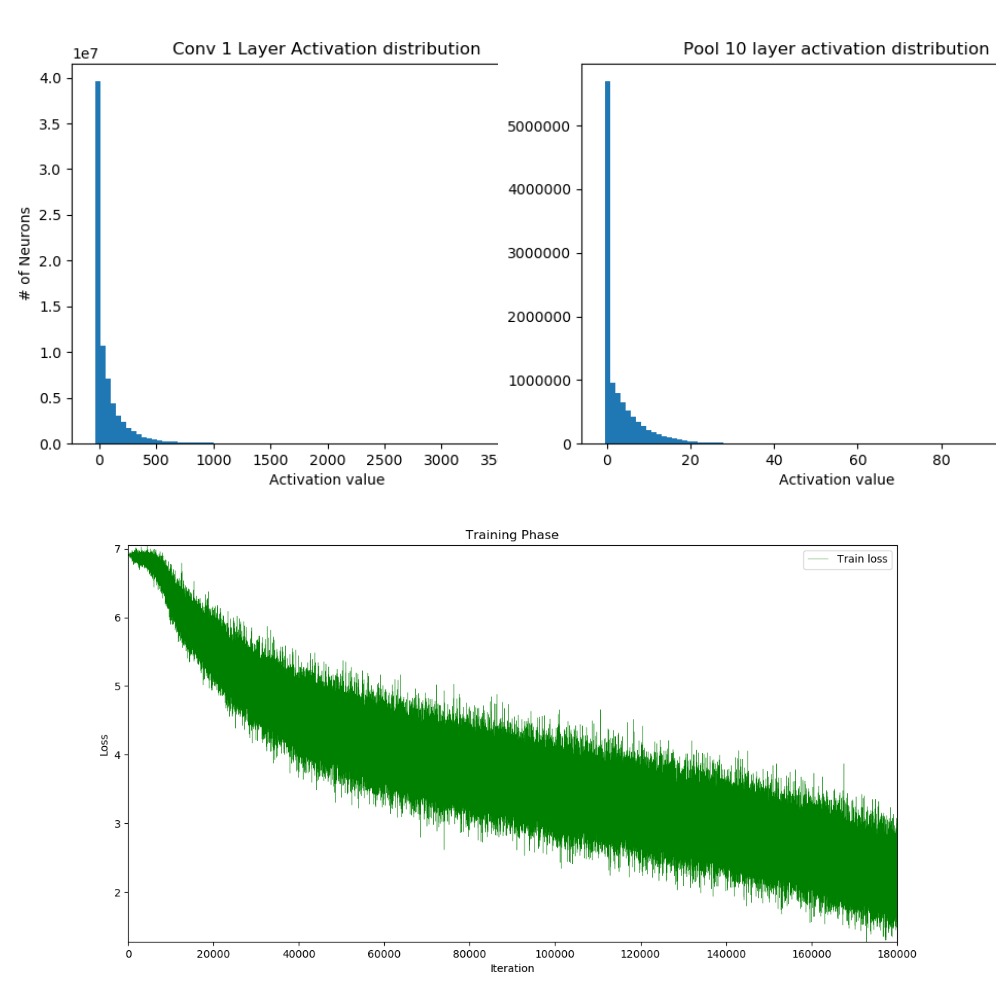 Conv 1 Layer Activation distribution
1e7
4.0
3.5
3.0
2.5
2.0
1.5
1.0
0.5
0.0
# of Neurons
0 500 1000 1500 2000 2500 3000 35
Activation value
Pool 10 layer activation distribution
5000000
4000000
3000000
2000000
1000000
0
0 20 40 60 80
Activation value
Training Phase
Train loss
7
6
5
4
3
2
Loss
0 20000 40000 60000 80000 100000 120000 140000 160000 180000
Iteration